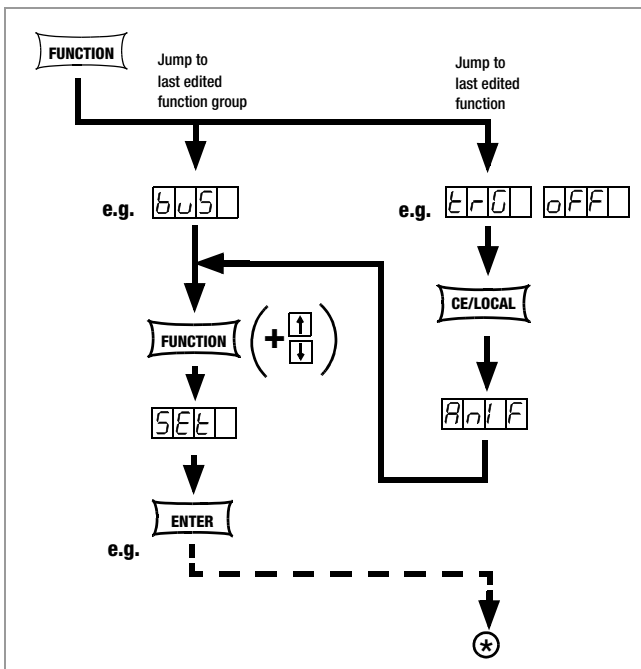 FUNCTION
Jump to
last edited
function group
Jump to
last edited
function
e.g. buS
e.g. trG oFF
CE/LOCAL
FUNCTION ( + ↑ ↓ )
AnI F
SEt
ENTER
e.g.
*